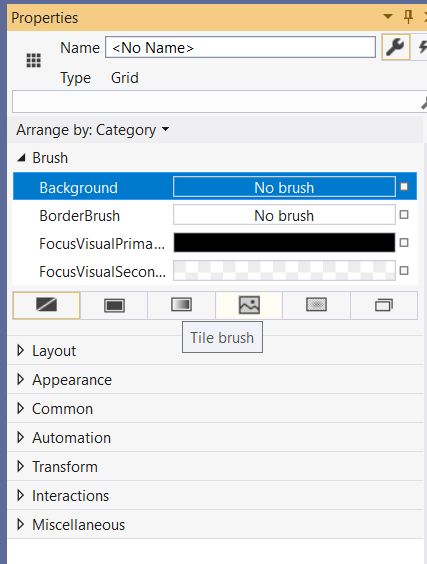 Properties
Name <No Name>
Type Grid
Arrange by: Category
Brush
Background No brush
BorderBrush No brush
FocusVisualPrima...
FocusVisualSecon...
Tile brush
Layout
Appearance
Common
Automation
Transform
Interactions
Miscellaneous